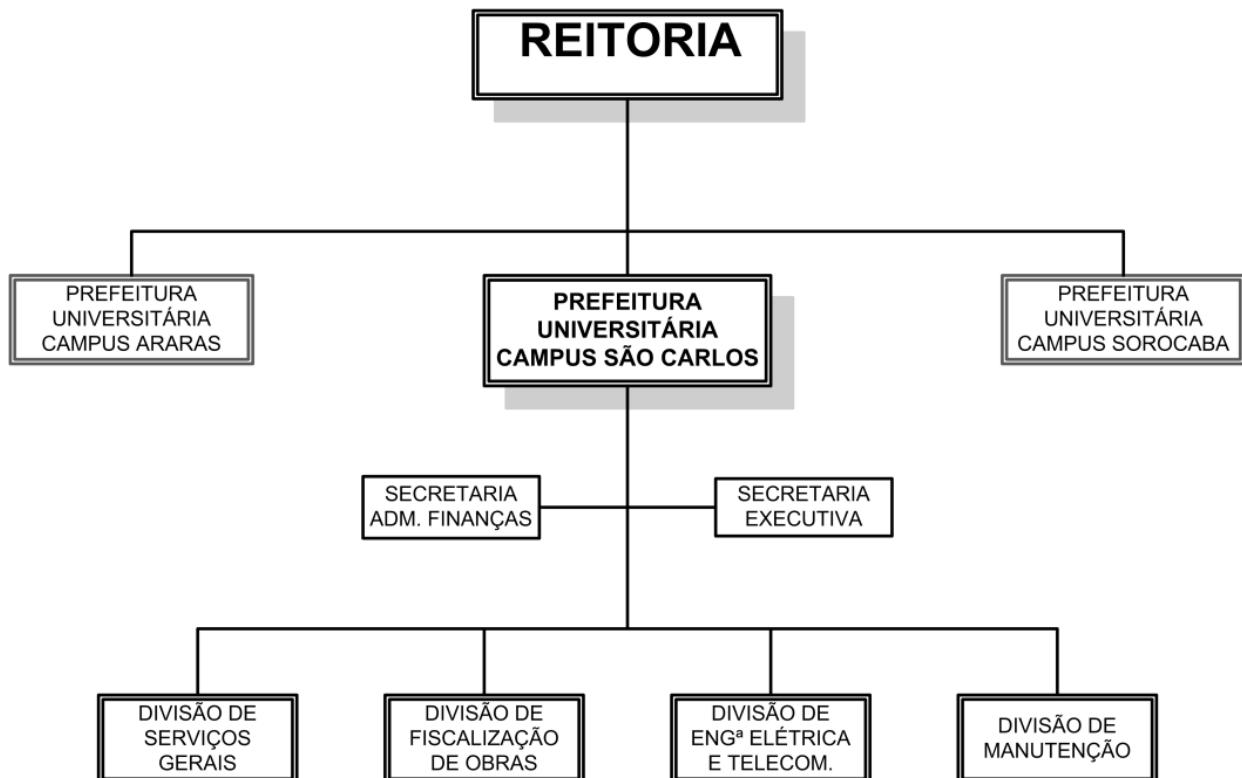 REITORIA
PREFEITURA
UNIVERSITÁRIA
CAMPUS ARARAS
PREFEITURA
UNIVERSITÁRIA
CAMPUS SÃO CARLOS
PREFEITURA
UNIVERSITÁRIA
CAMPUS SOROCABA
SECRETARIA
ADM. FINANÇAS
SECRETARIA
EXECUTIVA
DIVISÃO DE
SERVIÇOS
GERAIS
DIVISÃO DE
FISCALIZAÇÃO
DE OBRAS
DIVISÃO DE
ENGª ELÉTRICA
E TELECOM.
DIVISÃO DE
MANUTENÇÃO